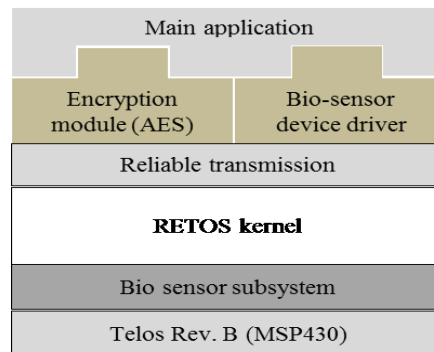 Main application
Encryption
module (AES)
Bio-sensor
device driver
Reliable transmission
RETOS kernel
Bio sensor subsystem
Telos Rev. B (MSP430)